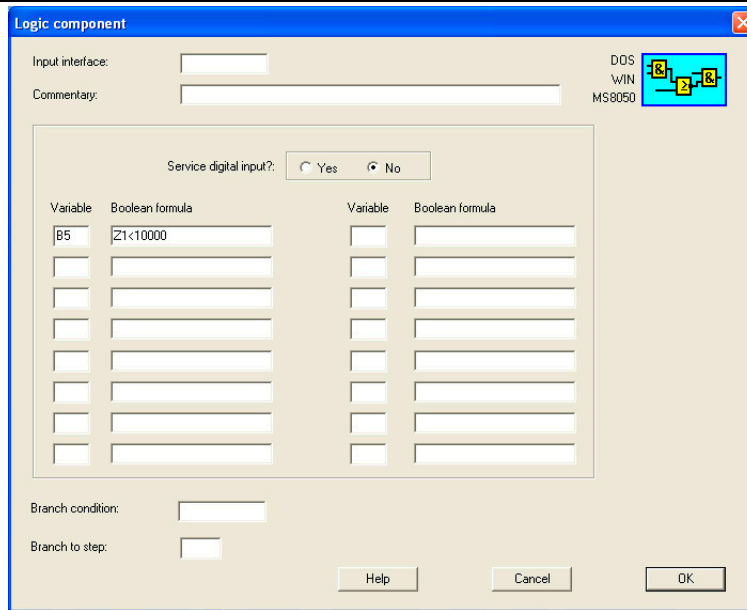 Logic component
Input interface:
DOS
WIN
MS8050
& ≥ &
Commentary:
Service digital input?: Yes No
Variable Boolean formula Variable Boolean formula
B5 Z1<10000
Branch condition:
Branch to step:
Help Cancel OK